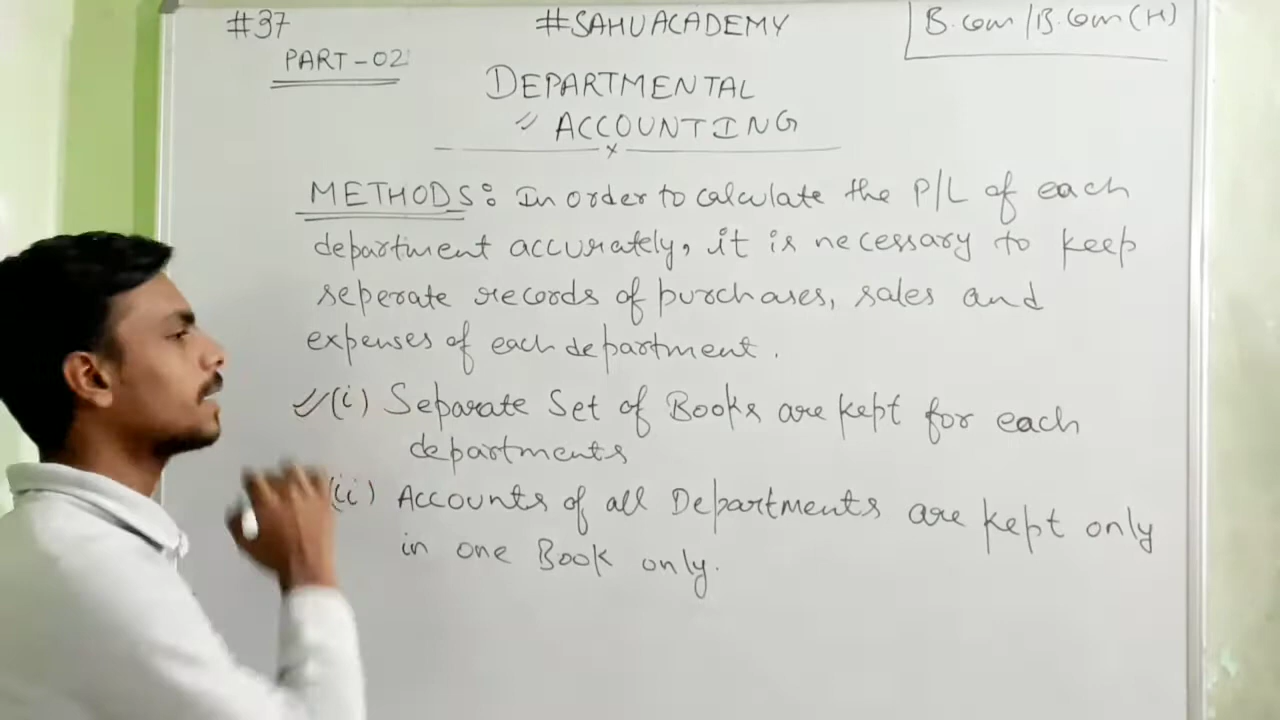 #37
#SAHUACADEMY
B.com/B.Com(H)
PART-02
DEPARTMENTAL
ACCOUNTING
METHODS: In order to calculate the P/L of each
department accurately, it is necessary to keep
seperate records of purchases, sales and
expenses of each department.
(i) Separate Set of Books are kept for each
departments
(ii) Accounts of all Departments are kept only
in one Book only.